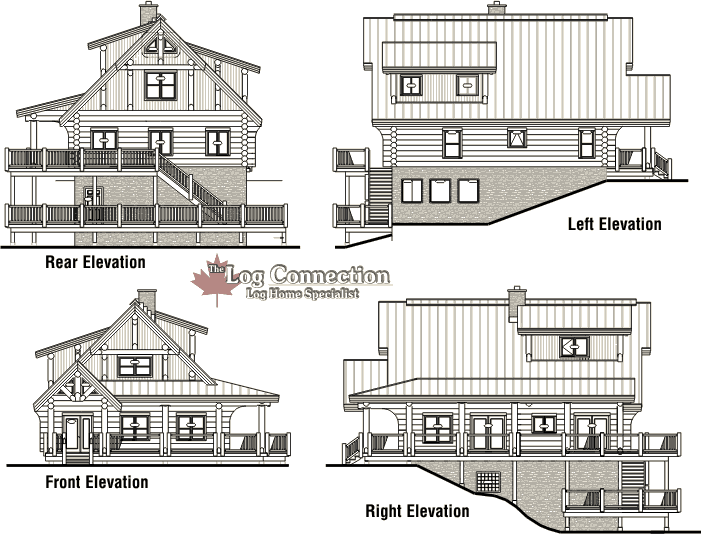 Rear Elevation
Left Elevation
The Log Connection
Log Home Specialist
Front Elevation
Right Elevation